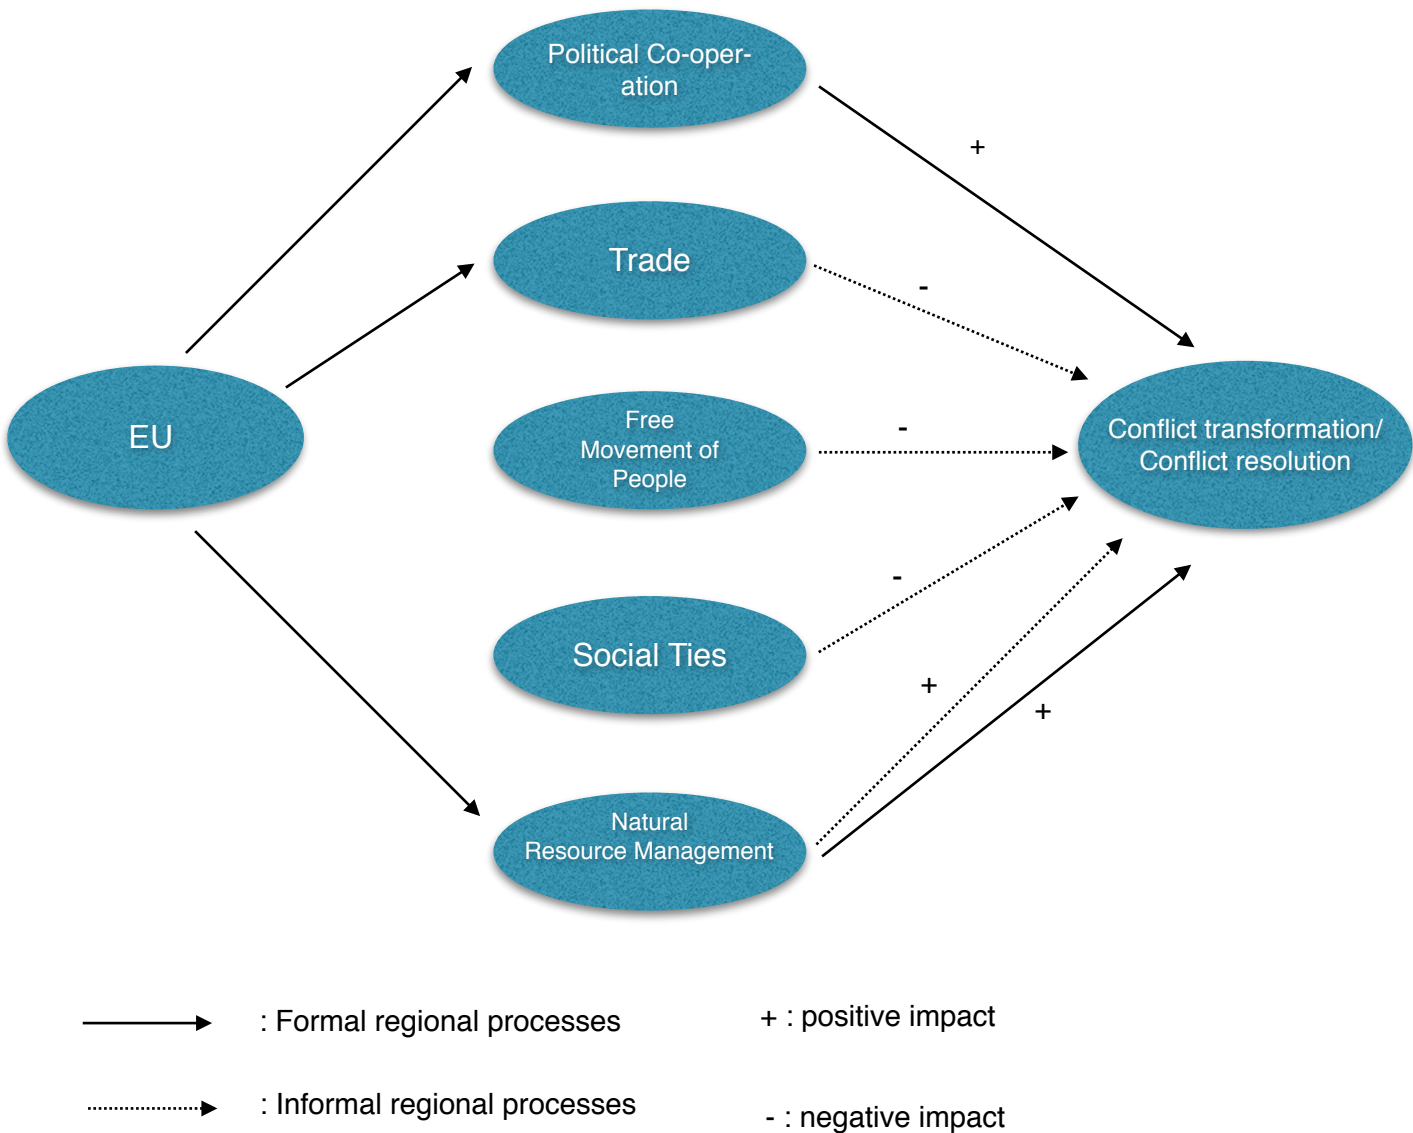 Political Co-oper-
ation
+
Trade
-
EU
Free
Movement of
People
-
Conflict transformation/
Conflict resolution
-
Social Ties
+
+
Natural
Resource Management
: Formal regional processes
+ : positive impact
: Informal regional processes
- : negative impact